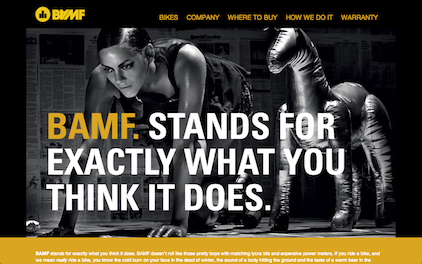 BAMF
BIKES COMPANY WHERE TO BUY HOW WE DO IT WARRANTY
BAMF. STANDS FOR
EXACTLY WHAT YOU
THINK IT DOES.
BAMF stands for exactly what you think it does. BAMF doesn't roll like those pretty boys with matching lycra kits and expensive power meters. If you ride a bike, and
we mean really ride a bike, you know the cold burn on your face in the dead of winter, the sound of a body hitting the ground and the taste of a warm beer in the